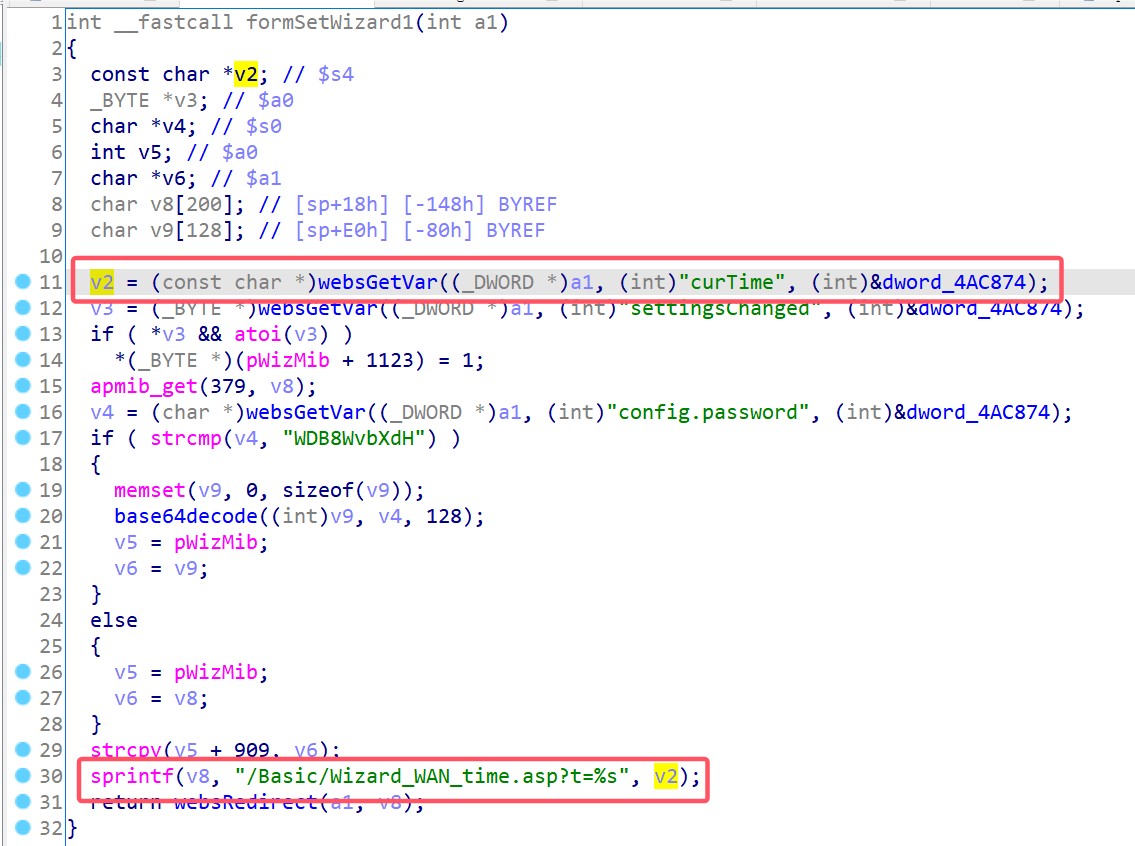 1 int __fastcall formSetWizard1(int a1)
2 {
3   const char *v2; // $s4
4   _BYTE *v3; // $a0
5   char *v4; // $s0
6   int v5; // $a0
7   char *v6; // $a1
8   char v8[200]; // [sp+18h] [-148h] BYREF
9   char v9[128]; // [sp+E0h] [-80h] BYREF
10
11   v2 = (const char *)websGetVar((_DWORD *)a1, (int)"curTime", (int)&dword_4AC874);
12   v3 = (_BYTE *)websGetVar((_DWORD *)a1, (int)"settingsChanged", (int)&dword_4AC874);
13   if ( *v3 && atoi(v3) )
14     *(_BYTE *)(pWizMib + 1123) = 1;
15   apmib_get(379, v8);
16   v4 = (char *)websGetVar((_DWORD *)a1, (int)"config.password", (int)&dword_4AC874);
17   if ( strcmp(v4, "WDB8WvbXdH") )
18   {
19     memset(v9, 0, sizeof(v9));
20     base64decode((int)v9, v4, 128);
21     v5 = pWizMib;
22     v6 = v9;
23   }
24   else
25   {
26     v5 = pWizMib;
27     v6 = v8;
28   }
29   strcpy(v5 + 909, v6);
30   sprintf(v8, "/Basic/Wizard_WAN_time.asp?t=%s", v2);
31   return websRedirect(a1, v8);
32 }